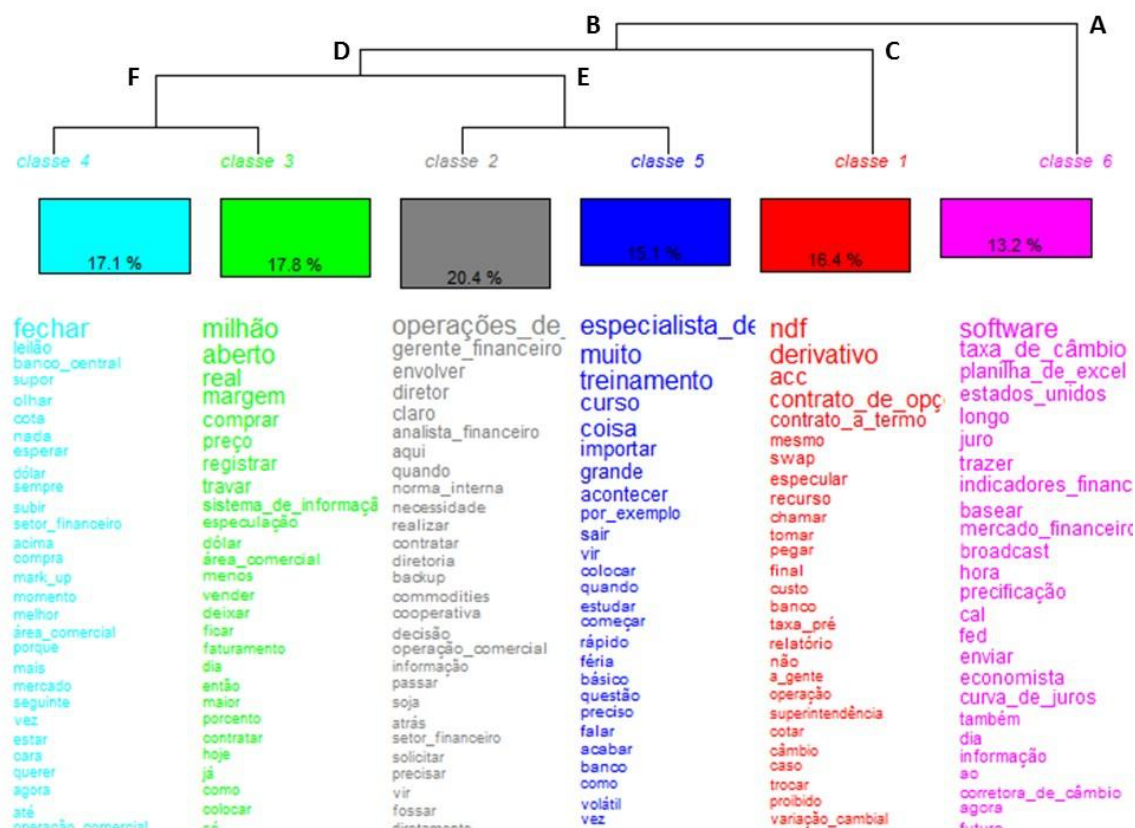 B
A
D
C
F
E
classe 4
classe 3
classe 2
classe 5
classe 1
classe 6
17.1 %
17.8 %
20.4 %
15.1 %
16.4 %
13.2 %
fechar
leilão
banco_central
supor
olhar
cota
nada
esperar
dólar
sempre
subir
setor_financeiro
acima
compra
mark_up
momento
melhor
área_comercial
porque
mais
mercado
seguinte
vez
estar
cara
querer
agora
até
operação_comercial
milhão
aberto
real
margem
comprar
preço
registrar
travar
sistema_de_informaçã
especulação
dólar
área_comercial
menos
vender
deixar
ficar
faturamento
dia
então
maior
porcento
contratar
hoje
já
como
colocar
só
operações_de_
gerente_financeiro
envolver
diretor
claro
analista_financeiro
aqui
quando
norma_interna
necessidade
realizar
contratar
diretoria
backup
commodities
cooperativa
decisão
operação_comercial
informação
passar
soja
atrás
setor_financeiro
solicitar
precisar
vir
fossar
diretamente
especialista_de
muito
treinamento
curso
coisa
importar
grande
acontecer
por_exemplo
sair
vir
colocar
quando
estudar
começar
rápido
féria
básico
questão
preciso
falar
acabar
banco
como
volátil
vez
ndf
derivativo
acc
contrato_de_opç
contrato_a_termo
mesmo
swap
especular
recurso
chamar
tomar
pegar
final
custo
banco
taxa_pré
relatório
não
a_gente
operação
superintendência
cotar
câmbio
caso
trocar
proibido
variação_cambial
software
taxa_de_câmbio
planilha_de_excel
estados_unidos
longo
juro
trazer
indicadores_financ
basear
mercado_financeiro
broadcast
hora
precificação
cal
fed
enviar
economista
curva_de_juros
também
dia
informação
ao
corretora_de_câmbio
agora
futuro